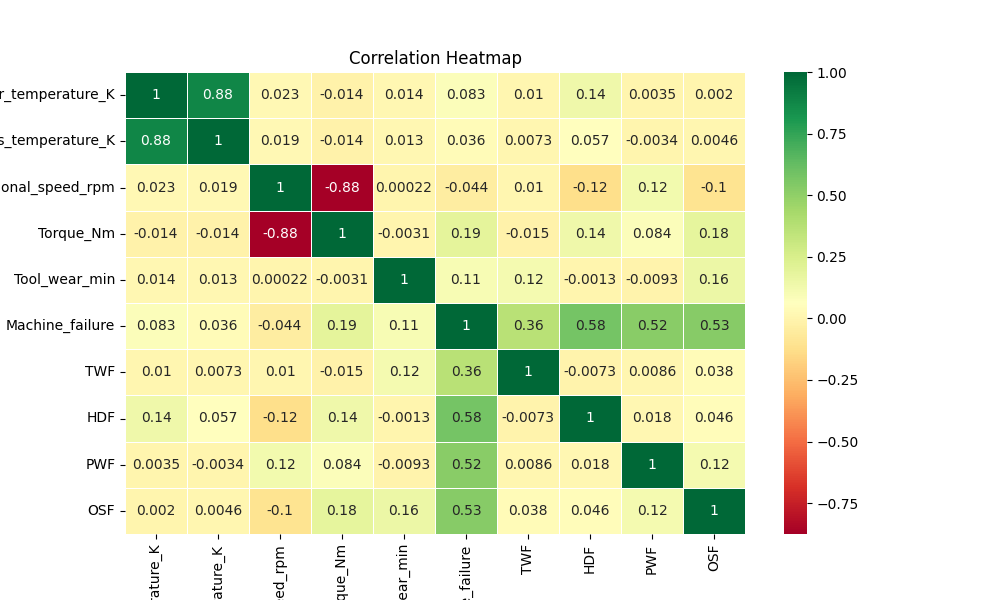 Correlation Heatmap
r_temperature_K 1 0.88 0.023 -0.014 0.014 0.083 0.01 0.14 0.0035 0.002
s_temperature_K 0.88 1 0.019 -0.014 0.013 0.036 0.0073 0.057 -0.0034 0.0046
onal_speed_rpm 0.023 0.019 1 -0.88 0.00022 -0.044 0.01 -0.12 0.12 -0.1
Torque_Nm -0.014 -0.014 -0.88 1 -0.0031 0.19 -0.015 0.14 0.084 0.18
Tool_wear_min 0.014 0.013 0.00022 -0.0031 1 0.11 0.12 -0.0013 -0.0093 0.16
Machine_failure 0.083 0.036 -0.044 0.19 0.11 1 0.36 0.58 0.52 0.53
TWF 0.01 0.0073 0.01 -0.015 0.12 0.36 1 -0.0073 0.0086 0.038
HDF 0.14 0.057 -0.12 0.14 -0.0013 0.58 -0.0073 1 0.018 0.046
PWF 0.0035 -0.0034 0.12 0.084 -0.0093 0.52 0.0086 0.018 1 0.12
OSF 0.002 0.0046 -0.1 0.18 0.16 0.53 0.038 0.046 0.12 1
rature_K
ature_K
ed_rpm
que_Nm
ear_min
e_failure
TWF
HDF
PWF
OSF
1.00
0.75
0.50
0.25
0.00
−0.25
−0.50
−0.75